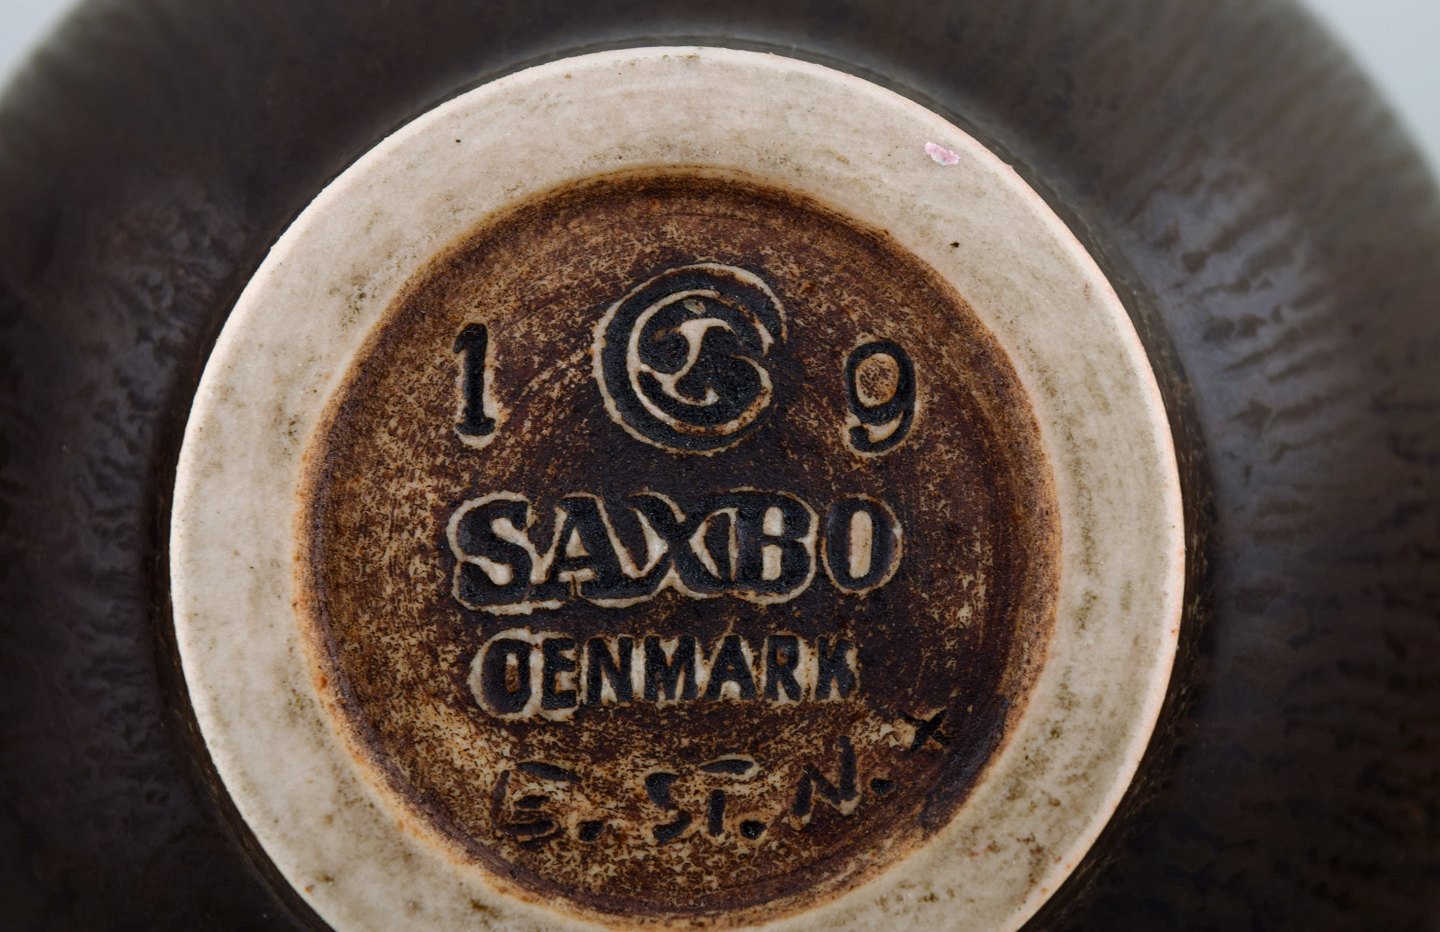 1 9
SAXBO
DENMARK
E. ST. N. x